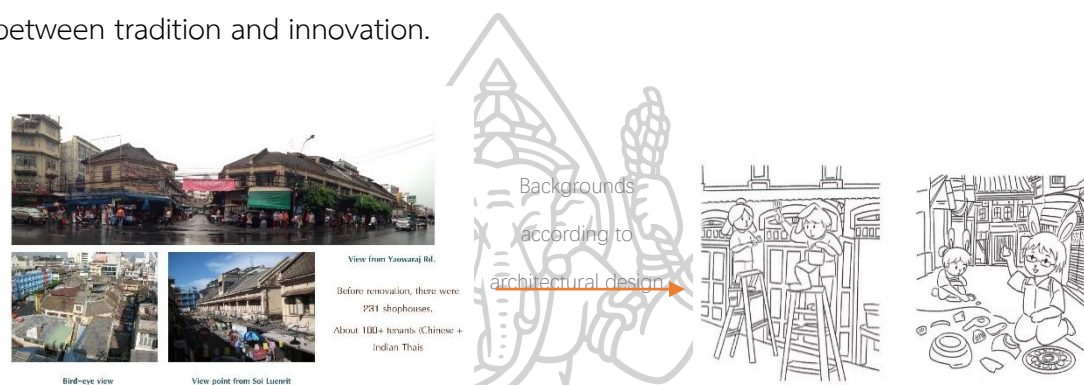 between tradition and innovation.
View from Yaowaraj Rd.
Before renovation, there were
231 shophouses.
About 180+ tenants (Chinese +
Indian Thais
Bird-eye view
View point from Soi Luenrit
Backgrounds
according to
architectural design